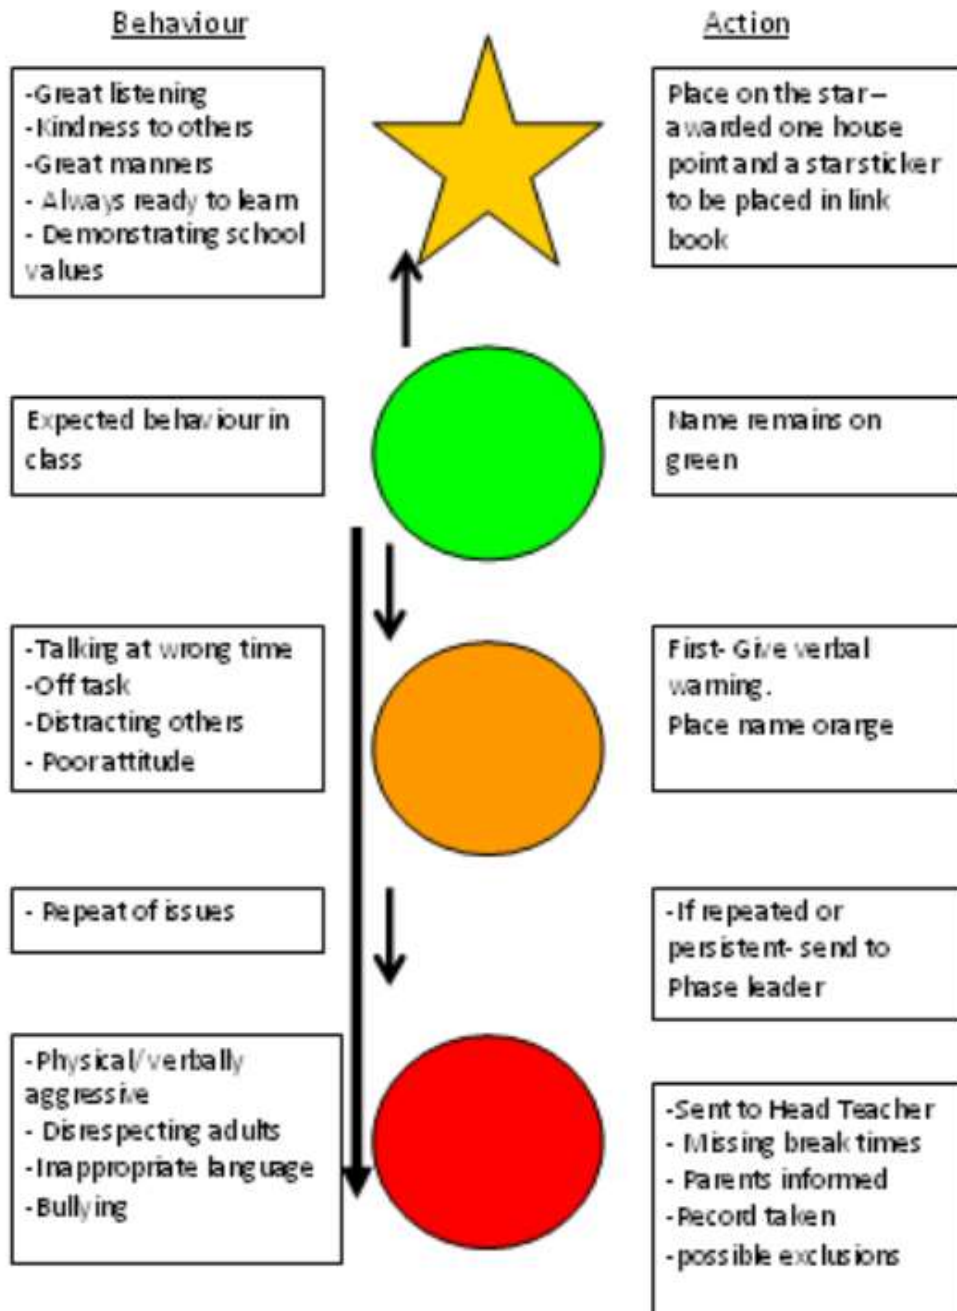 Behaviour
Action
-Great listening
-Kindness to others
-Great manners
- Always ready to learn
- Demonstrating school
values
Place on the star–
awarded one house
point and a star sticker
to be placed in link
book
Expected behaviour in
class
Name remains on
green
-Talking at wrong time
-Off task
-Distracting others
- Poor attitude
First- Give verbal
warning.
Place name orange
- Repeat of issues
-If repeated or
persistent- send to
Phase leader
-Physical/verbally
aggressive
- Disrespecting adults
-Inappropriate language
-Bullying
-Sent to Head Teacher
- Missing break times
- Parents informed
-Record taken
-possible exclusions